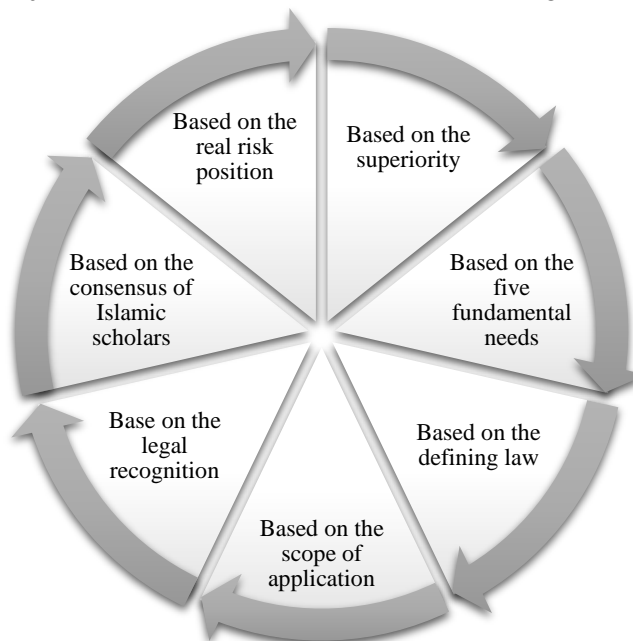 Based on the
superiority
Based on the
five
fundamental
needs
Based on the
defining law
Based on the
scope of
application
Base on the
legal
recognition
Based on the
consensus of
Islamic
scholars
Based on the
real risk
position